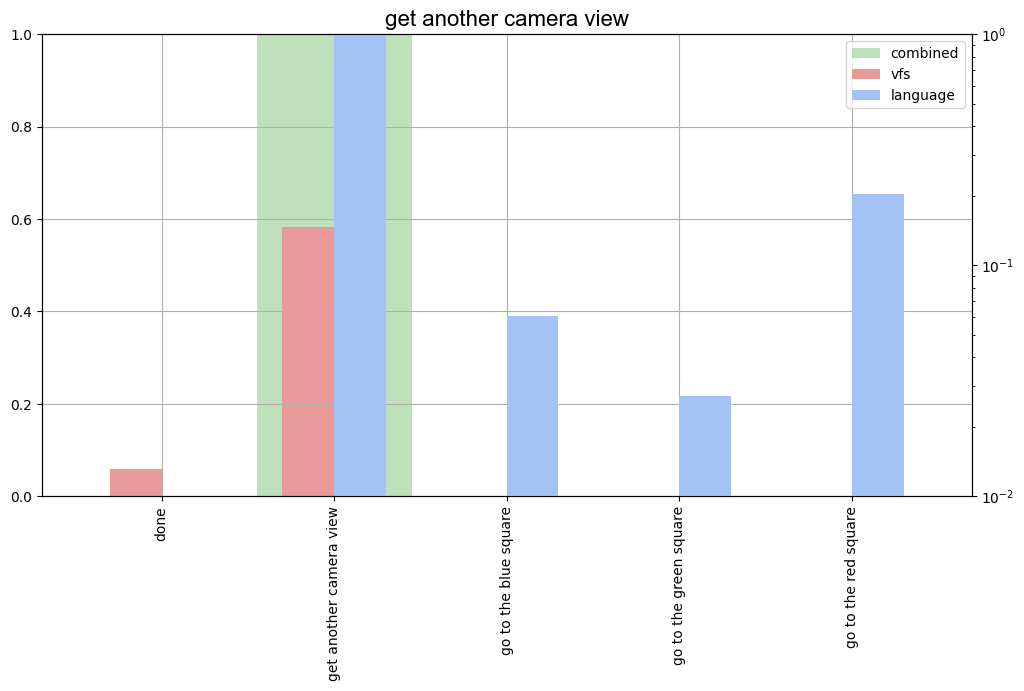 get another camera view
1.0
0.8
0.6
0.4
0.2
0.0
10⁰
10⁻¹
10⁻²
combined
vfs
language
done
get another camera view
go to the blue square
go to the green square
go to the red square